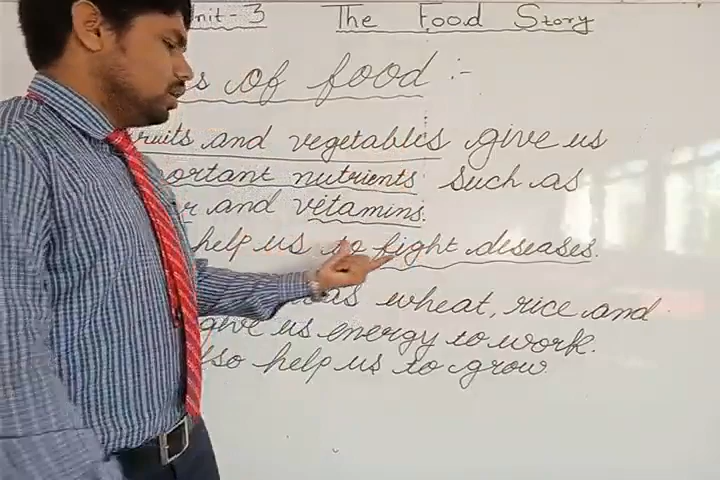 nit-3 The Food Story
s of food :-
ruits and vegetables give us
portant nutrients such as
r and vitamins.
help us to fight deseases.
as wheat, rice and
give us energy to work.
lso help us to grow